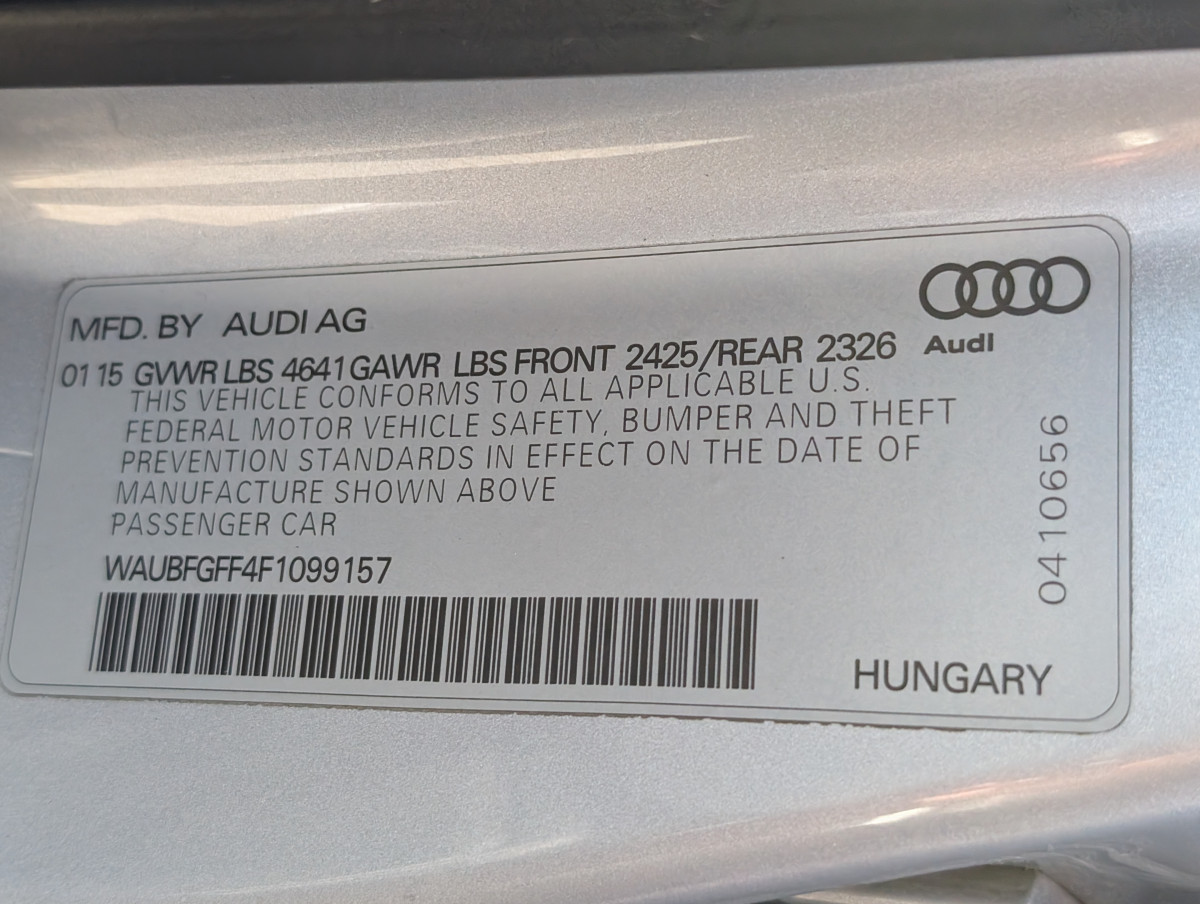 MFD. BY AUDI AG
Audi
01 15 GVWR LBS 4641 GAWR LBS FRONT 2425/REAR 2326
THIS VEHICLE CONFORMS TO ALL APPLICABLE U.S.
FEDERAL MOTOR VEHICLE SAFETY, BUMPER AND THEFT
PREVENTION STANDARDS IN EFFECT ON THE DATE OF
MANUFACTURE SHOWN ABOVE
PASSENGER CAR
WAUBFGFF4F1099157
HUNGARY
0410656